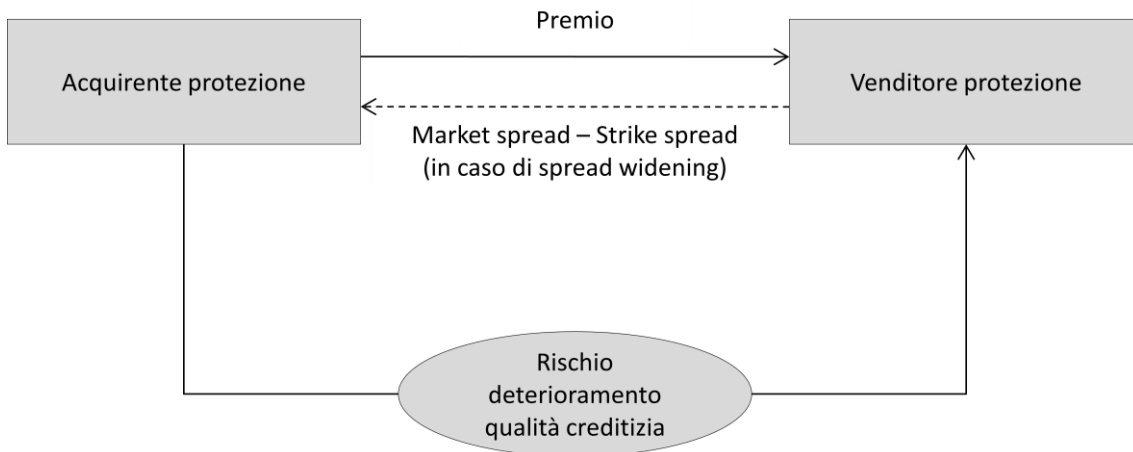 Premio
Acquirente protezione
Venditore protezione
Market spread – Strike spread
(in caso di spread widening)
Rischio
deterioramento
qualità creditizia